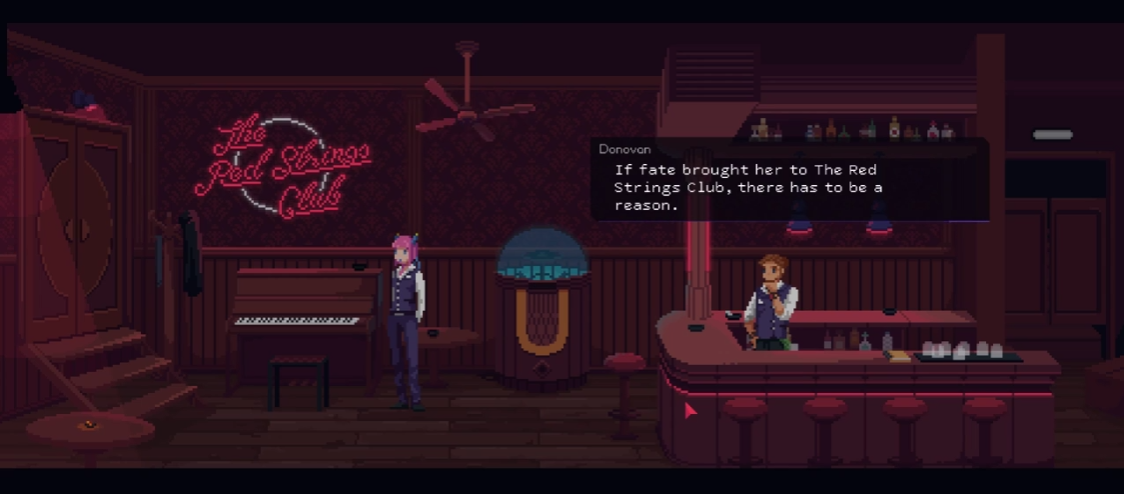 the
Red Strings
Club
Donovan
If fate brought her to The Red
Strings Club, there has to be a
reason.